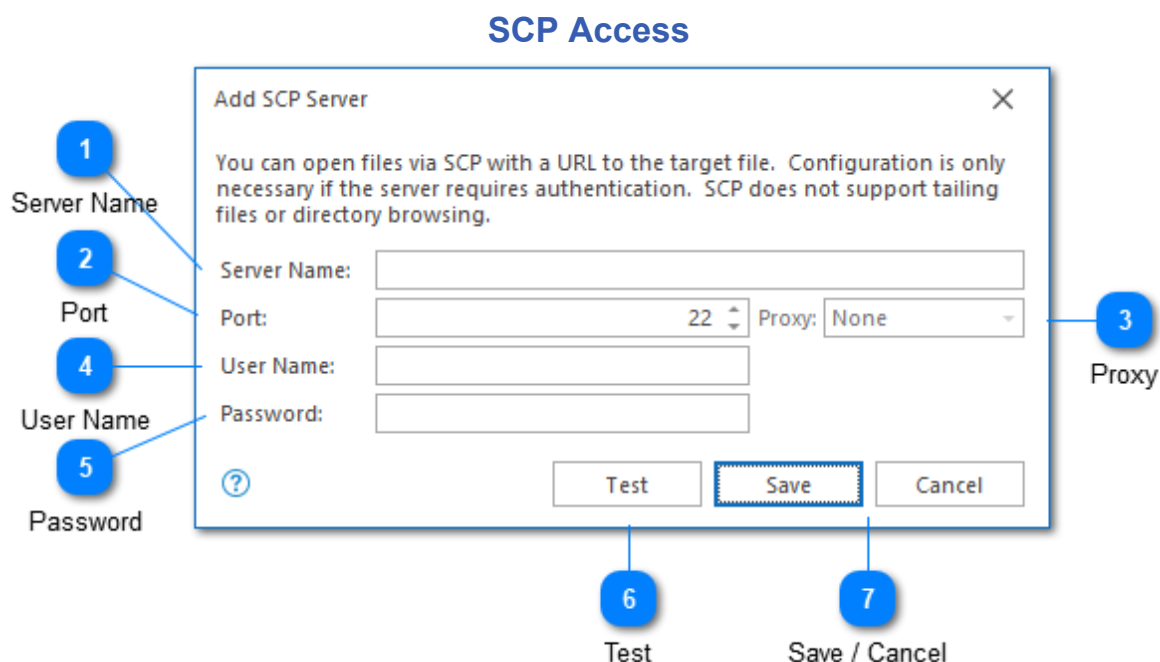 SCP Access
Add SCP Server
1
Server Name
You can open files via SCP with a URL to the target file.  Configuration is only
necessary if the server requires authentication.  SCP does not support tailing
files or directory browsing.
2
Port
Server Name:
Port: 22 Proxy: None
3
Proxy
4
User Name
User Name:
Password:
5
Password
?
Test Save Cancel
6
Test
7
Save / Cancel